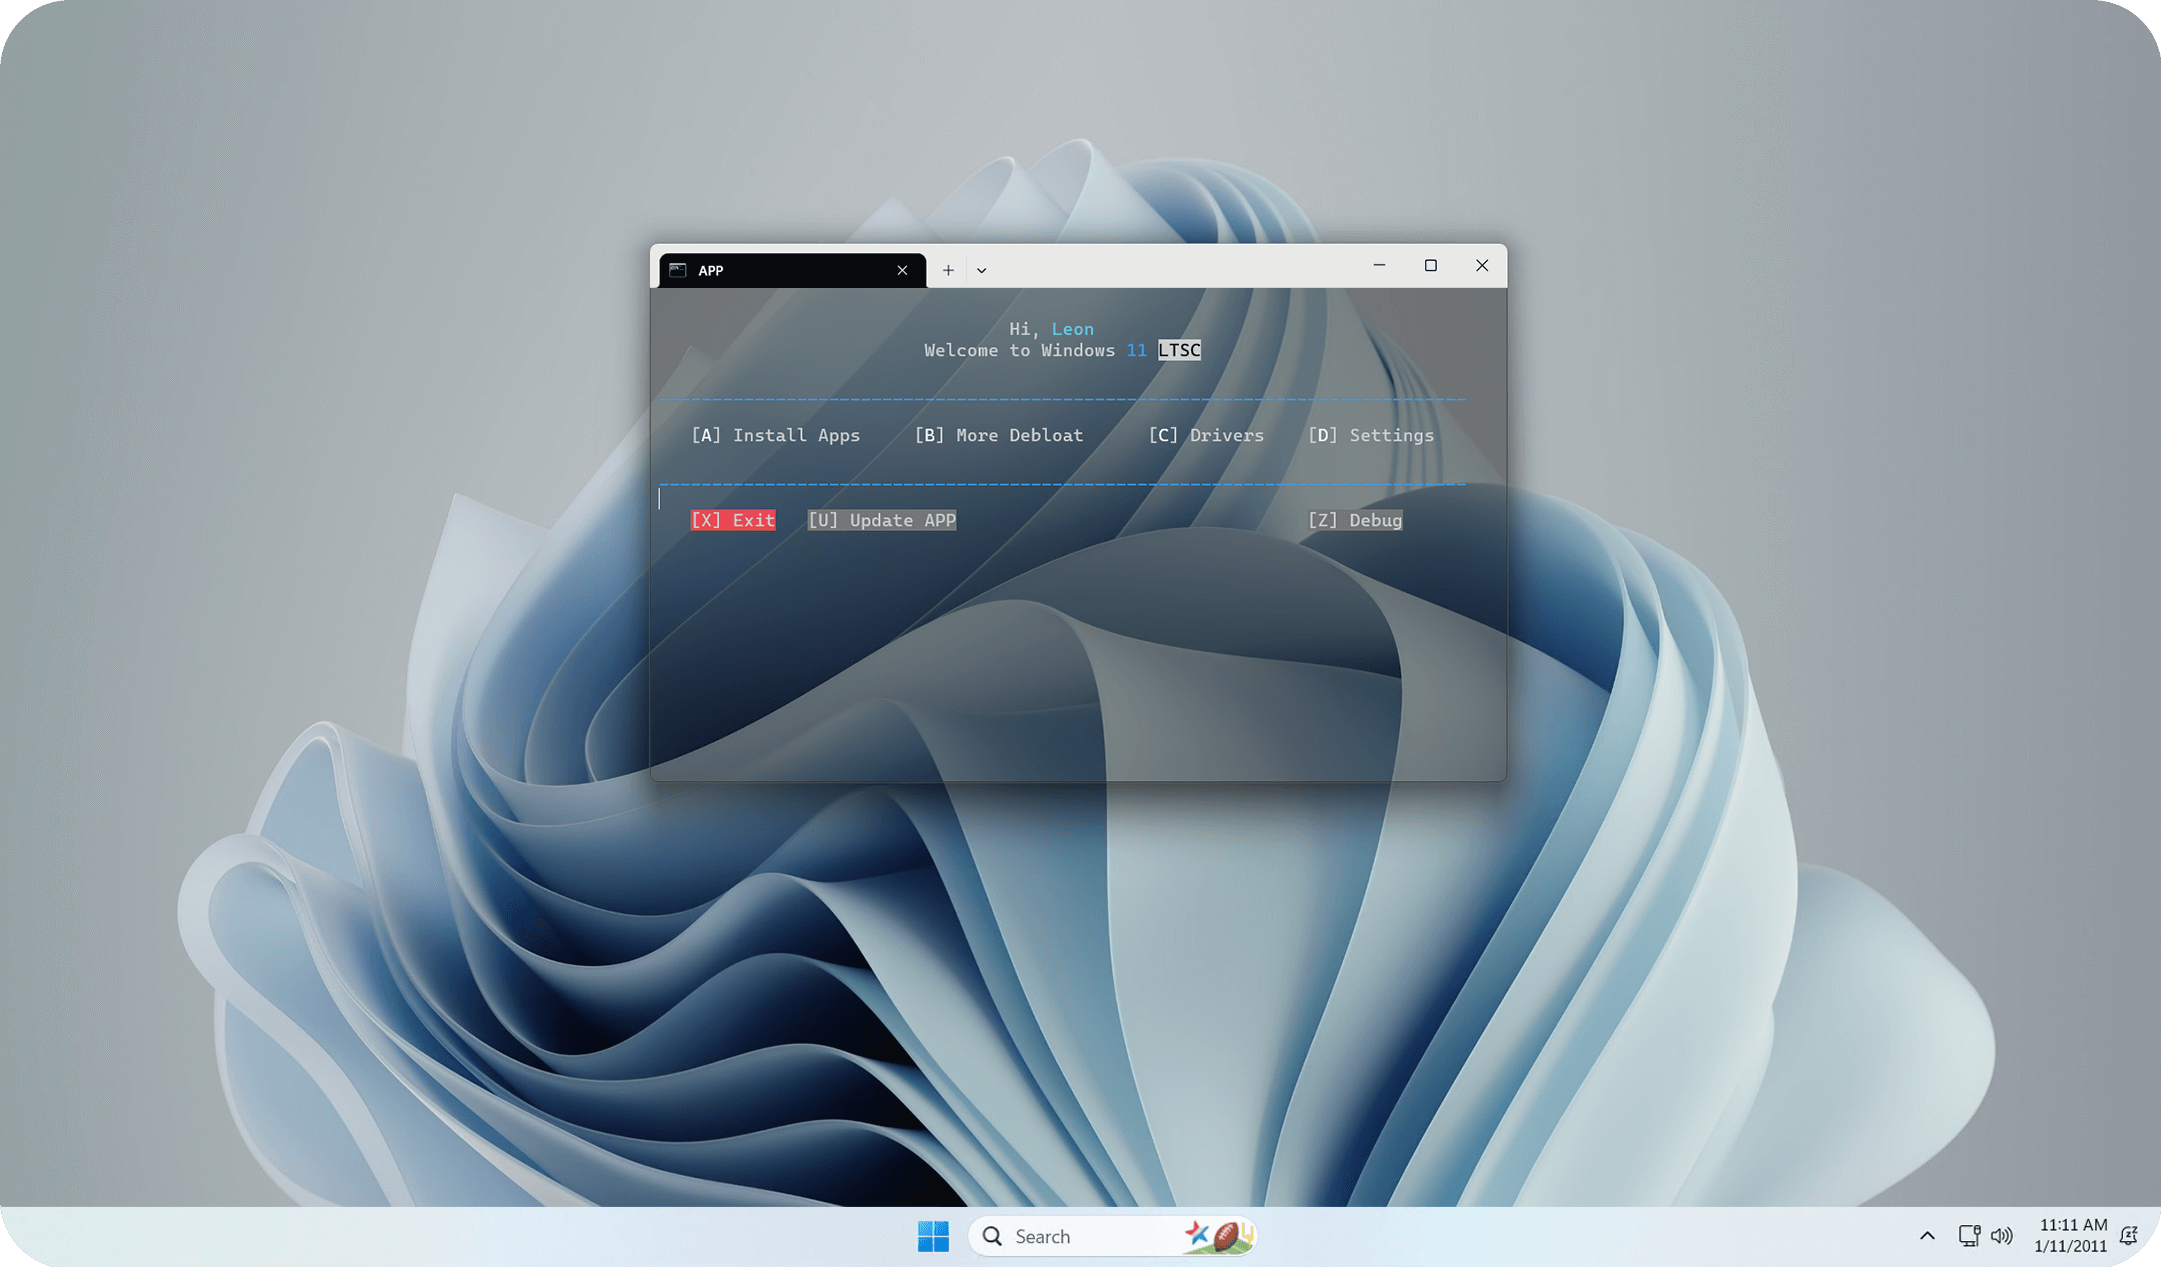 APP
Hi, Leon
Welcome to Windows 11 LTSC
[A] Install Apps [B] More Debloat [C] Drivers [D] Settings
[X] Exit [U] Update APP [Z] Debug
Search
11:11 AM
1/11/2011